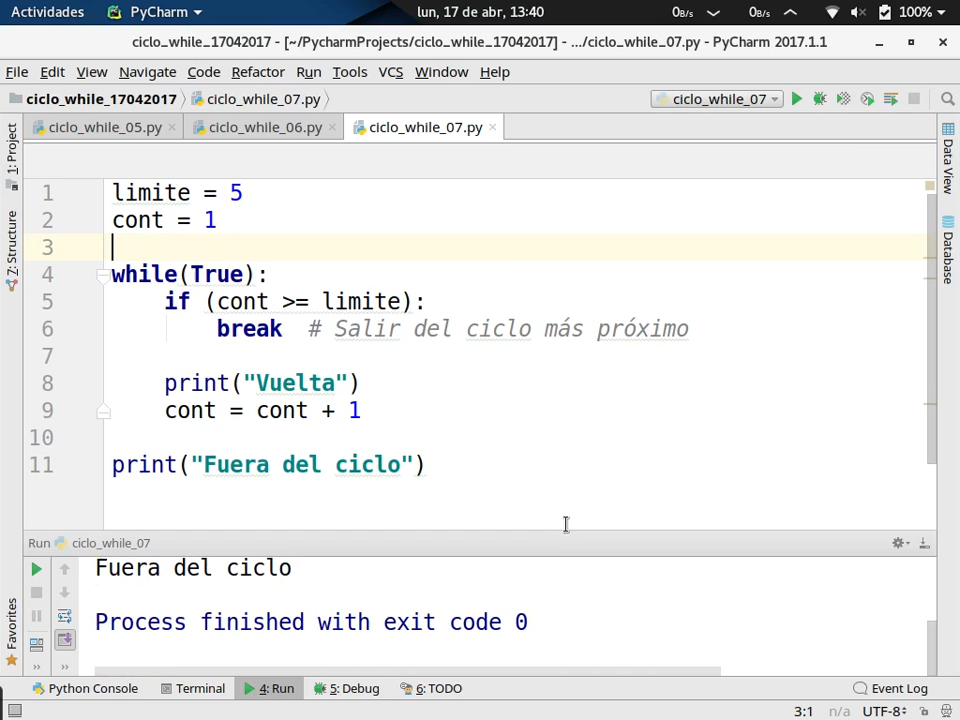 Actividades PyCharm lun, 17 de abr, 13:40 0B/s 0B/s 100%
ciclo_while_17042017 - [~/PycharmProjects/ciclo_while_17042017] - .../ciclo_while_07.py - PyCharm 2017.1.1
File Edit View Navigate Code Refactor Run Tools VCS Window Help
ciclo_while_17042017 ciclo_while_07.py ciclo_while_07
ciclo_while_05.py ciclo_while_06.py ciclo_while_07.py
1: Project
7: Structure
Favorites
Data View
Database
1 limite = 5
2 cont = 1
3
4 while(True):
5 if (cont >= limite):
6 break # Salir del ciclo más próximo
7
8 print("Vuelta")
9 cont = cont + 1
10
11 print("Fuera del ciclo")
Run ciclo_while_07
Fuera del ciclo
Process finished with exit code 0
Python Console Terminal 4: Run 5: Debug 6: TODO Event Log
3:1 n/a UTF-8